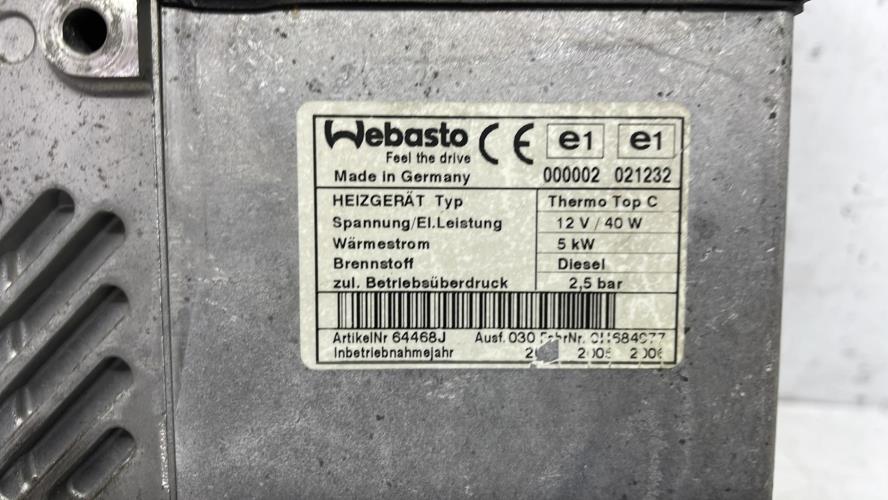 Webasto
Feel the drive
CE e1 e1
Made in Germany 000002 021232
HEIZGERÄT Typ Thermo Top C
Spannung/El.Leistung 12 V / 40 W
Wärmestrom 5 kW
Brennstoff Diesel
zul. Betriebsüberdruck 2,5 bar
ArtikelNr 64468J Ausf. 030
Inbetriebnahmejahr